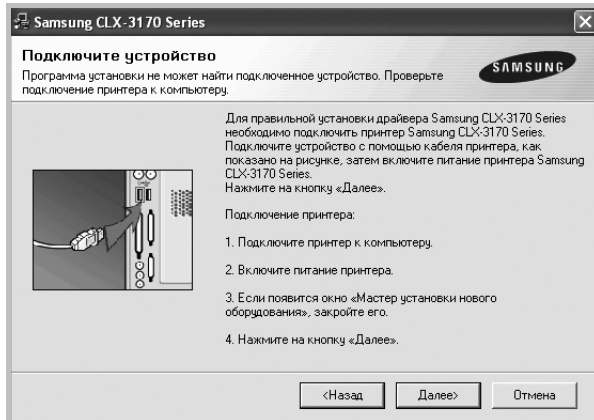 Samsung CLX-3170 Series
Подключите устройство
Программа установки не может найти подключенное устройство. Проверьте
подключение принтера к компьютеру.
SAMSUNG
Для правильной установки драйвера Samsung CLX-3170 Series
необходимо подключить принтер Samsung CLX-3170 Series.
Подключите устройство с помощью кабеля принтера, как
показано на рисунке, затем включите питание принтера Samsung
CLX-3170 Series.
Нажмите на кнопку «Далее».
Подключение принтера:
1. Подключите принтер к компьютеру.
2. Включите питание принтера.
3. Если появится окно «Мастер установки нового
оборудования», закройте его.
4. Нажмите на кнопку «Далее».
<Назад
Далее>
Отмена